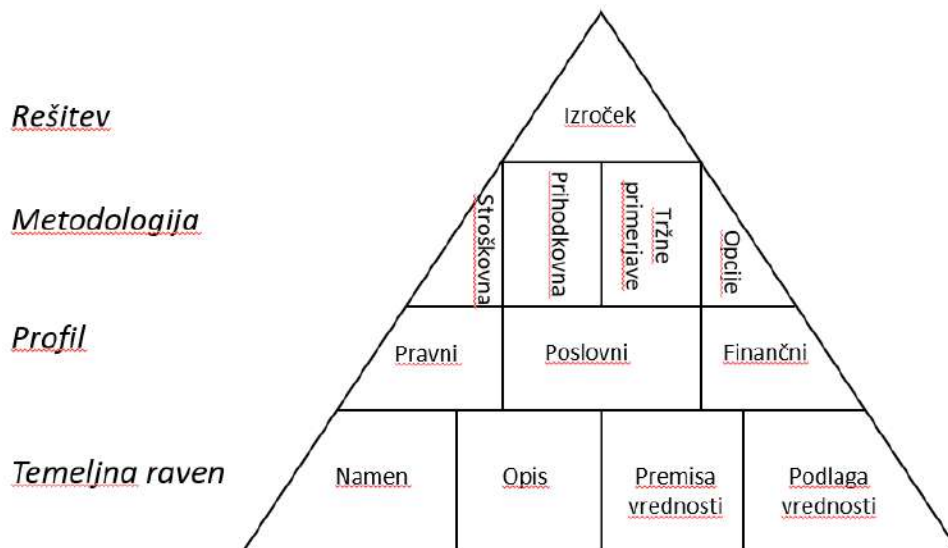 Rešitev
Izroček
Metodologija
Stroškovna
Prihodkovna
Tržne
primerjave
Opcije
Profil
Pravni
Poslovni
Finančni
Temeljna raven
Namen
Opis
Premisa
vrednosti
Podlaga
vrednosti